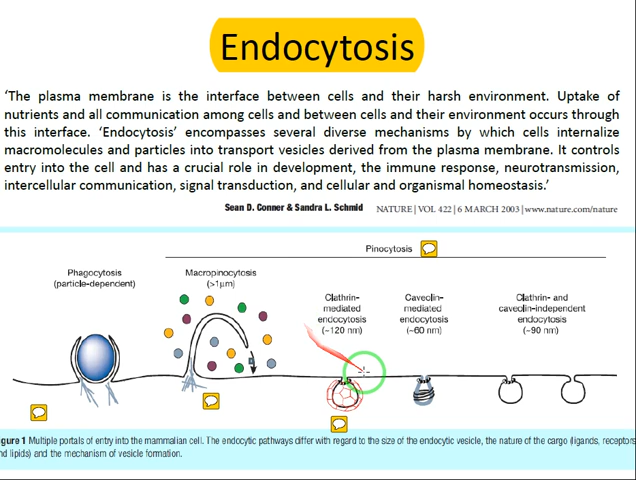 Endocytosis
‘The plasma membrane is the interface between cells and their harsh environment. Uptake of
nutrients and all communication among cells and between cells and their environment occurs through
this interface. ‘Endocytosis’ encompasses several diverse mechanisms by which cells internalize
macromolecules and particles into transport vesicles derived from the plasma membrane. It controls
entry into the cell and has a crucial role in development, the immune response, neurotransmission,
intercellular communication, signal transduction, and cellular and organismal homeostasis.’
Sean D. Conner & Sandra L. Schmid NATURE | VOL 422 | 6 MARCH 2003 | www.nature.com/nature
Pinocytosis
Phagocytosis
(particle-dependent)
Macropinocytosis
(>1µm)
Clathrin-
mediated
endocytosis
(~120 nm)
Caveolin-
mediated
endocytosis
(~60 nm)
Clathrin- and
caveolin-independent
endocytosis
(~90 nm)
igure 1 Multiple portals of entry into the mammalian cell. The endocytic pathways differ with regard to the size of the endocytic vesicle, the nature of the cargo (ligands, receptors
nd lipids) and the mechanism of vesicle formation.